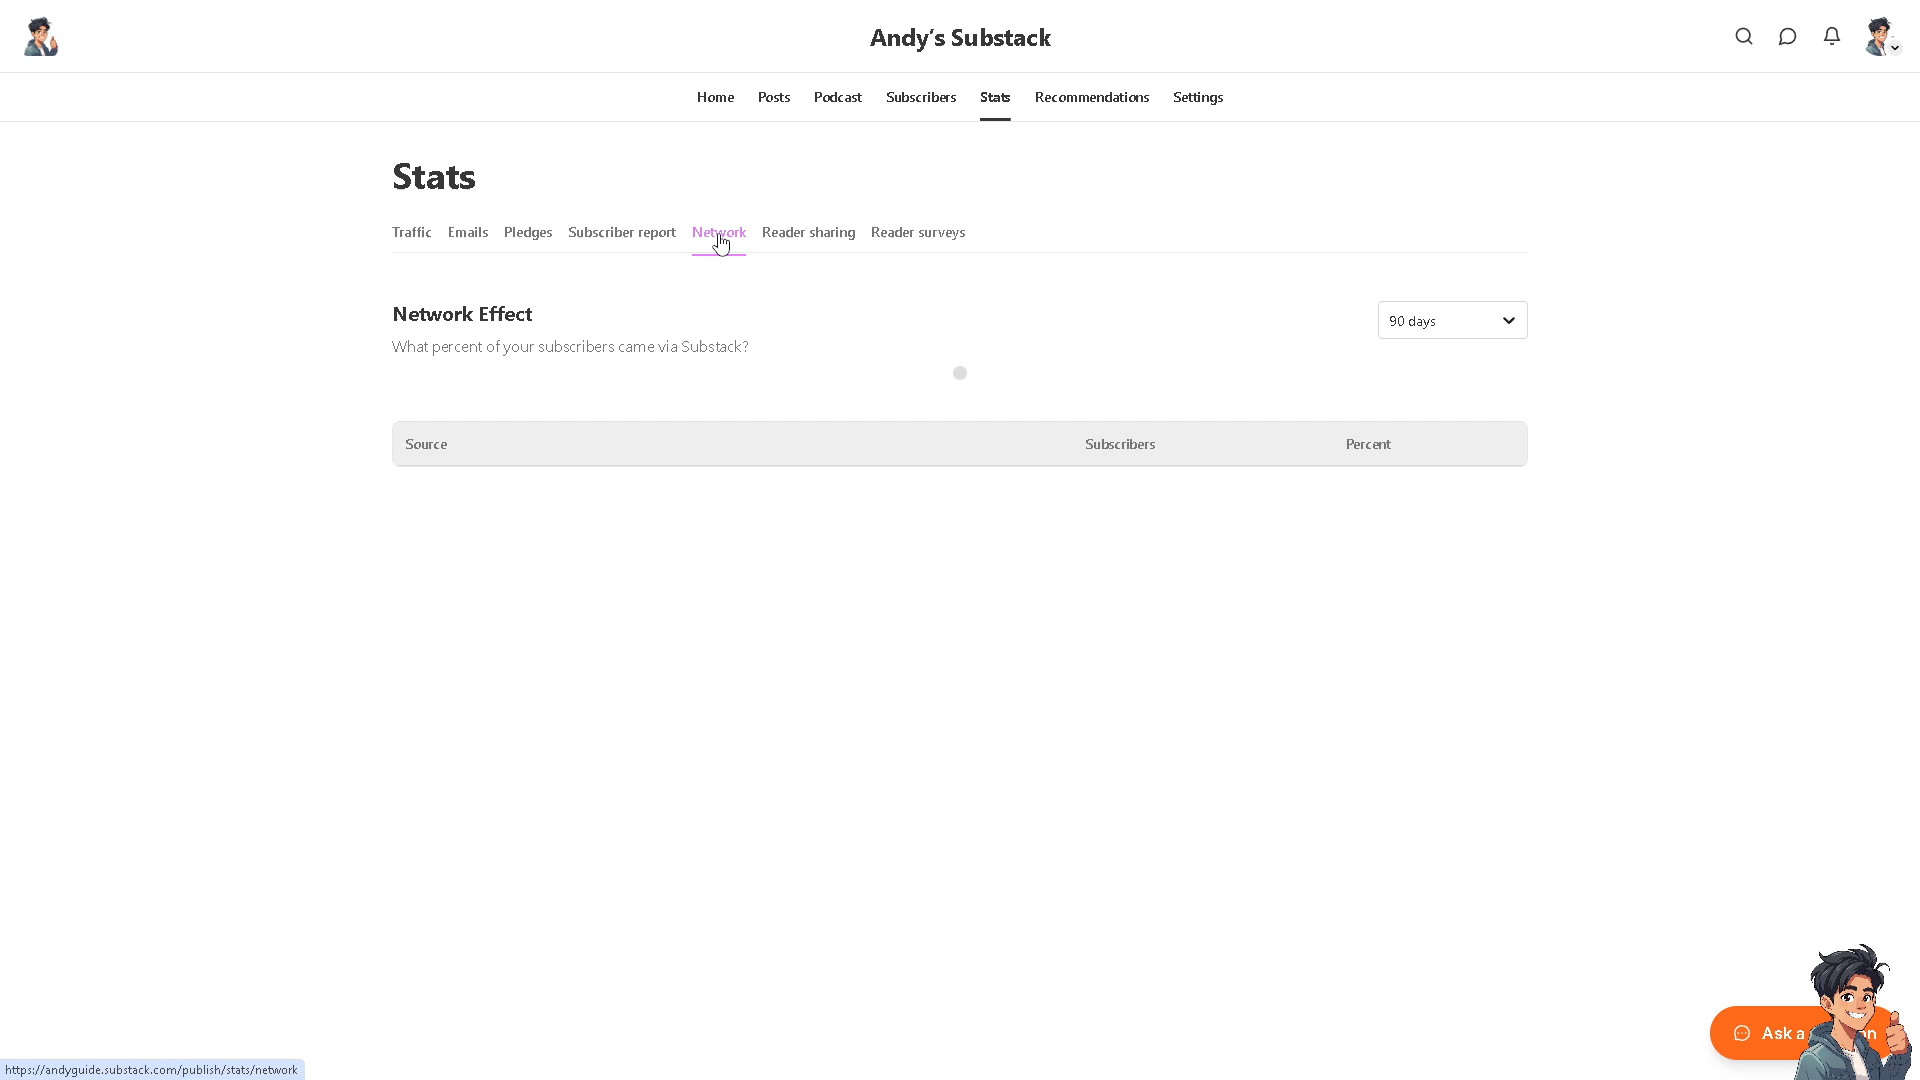 Andy's Substack
Home Posts Podcast Subscribers Stats Recommendations Settings
Stats
Traffic Emails Pledges Subscriber report Network Reader sharing Reader surveys
Network Effect
90 days
What percent of your subscribers came via Substack?
Source Subscribers Percent
Ask a
https://andyguide.substack.com/publish/stats/network